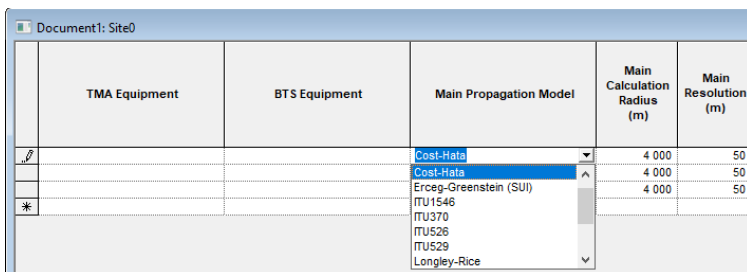 Document1: Site0
TMA Equipment
BTS Equipment
Main Propagation Model
Main
Calculation
Radius
(m)
Main
Resolution
(m)
Cost-Hata
4 000
50
Cost-Hata
4 000
50
Erceg-Greenstein (SUI)
4 000
50
*
ITU1546
ITU370
ITU526
ITU529
Longley-Rice